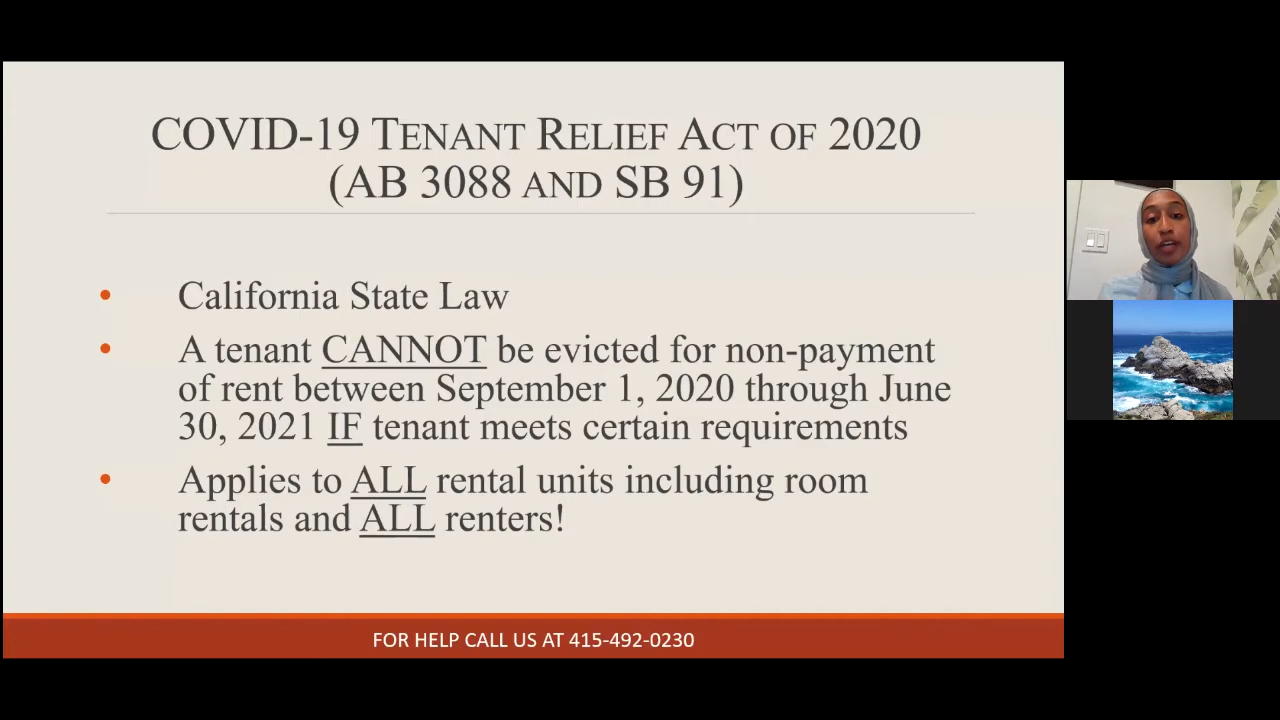 COVID-19 TENANT RELIEF ACT OF 2020
(AB 3088 AND SB 91)
• California State Law
• A tenant CANNOT be evicted for non-payment
of rent between September 1, 2020 through June
30, 2021 IF tenant meets certain requirements
• Applies to ALL rental units including room
rentals and ALL renters!
FOR HELP CALL US AT 415-492-0230